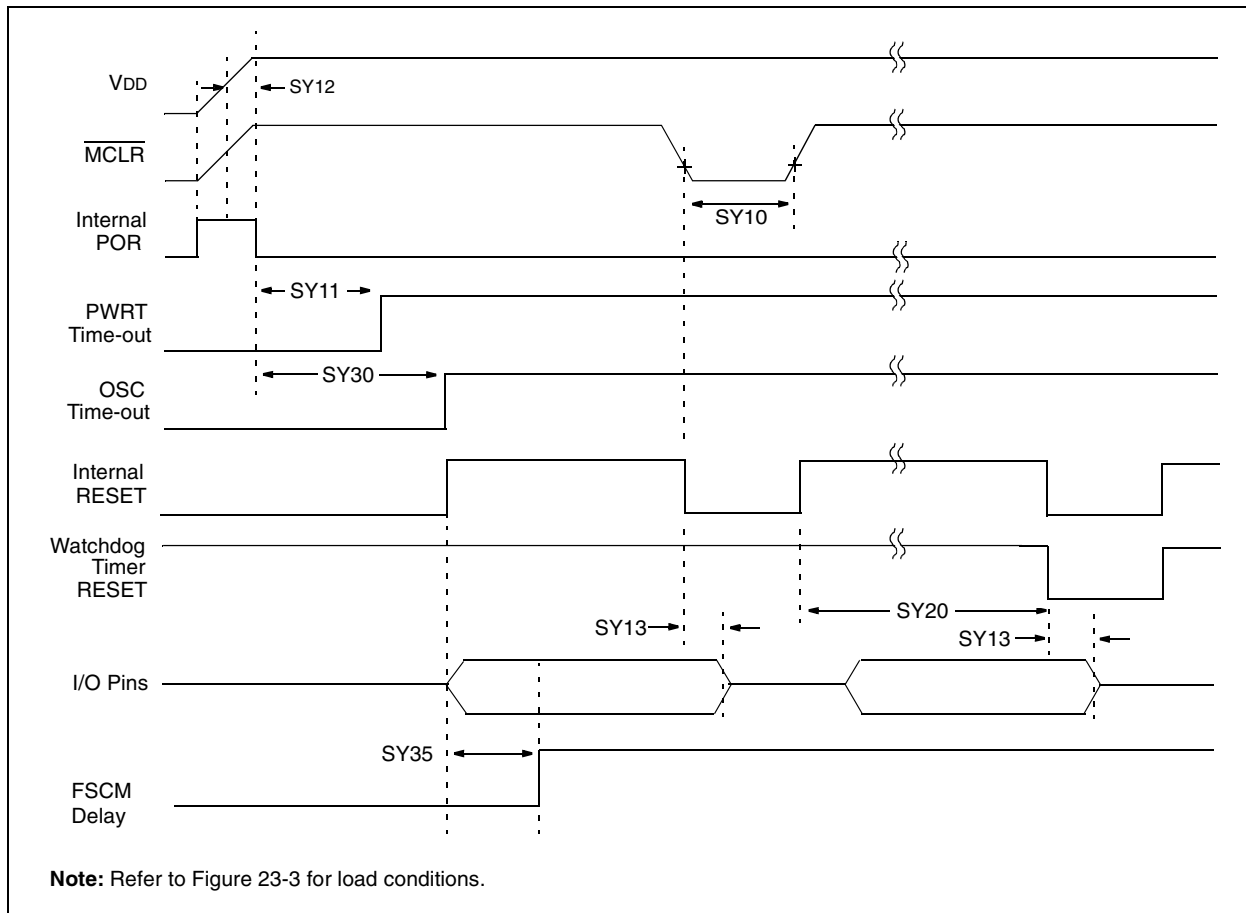 VDD
SY12
MCLR
SY10
Internal
POR
SY11
PWRT
Time-out
SY30
OSC
Time-out
Internal
RESET
Watchdog
Timer
RESET
SY20
SY13
SY13
I/O Pins
SY35
FSCM
Delay
Note: Refer to Figure 23-3 for load conditions.